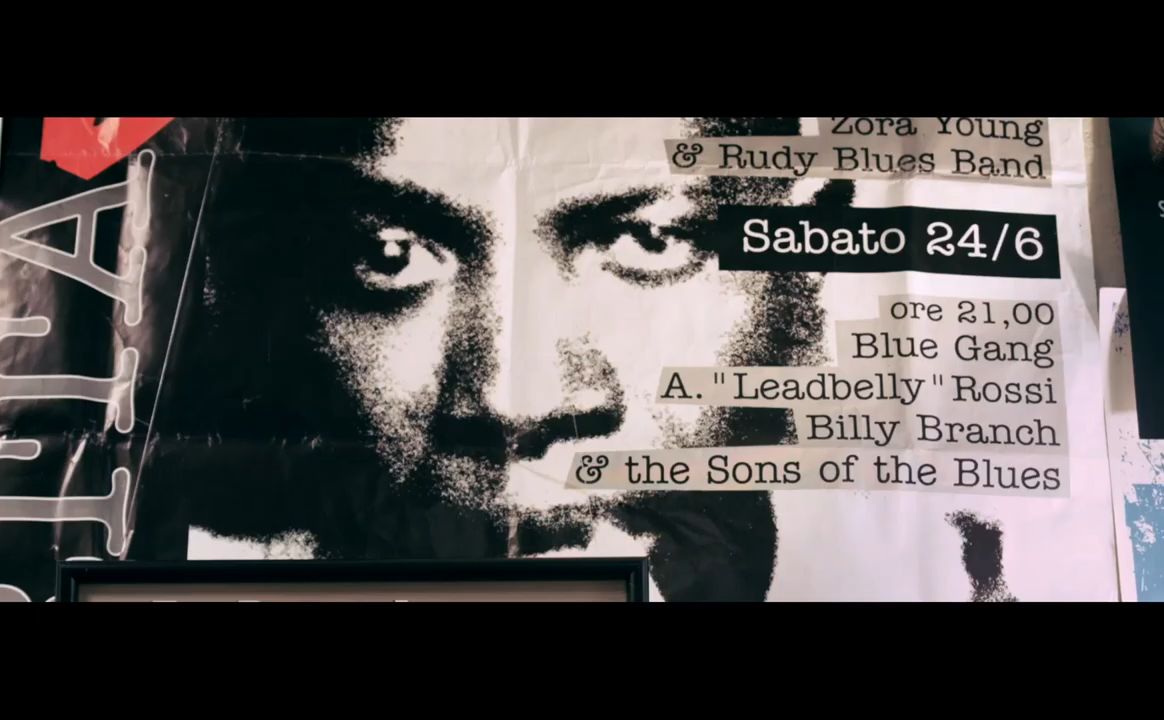 Zora Young
& Rudy Blues Band
Sabato 24/6
ore 21,00
Blue Gang
A. "Leadbelly" Rossi
Billy Branch
& the Sons of the Blues